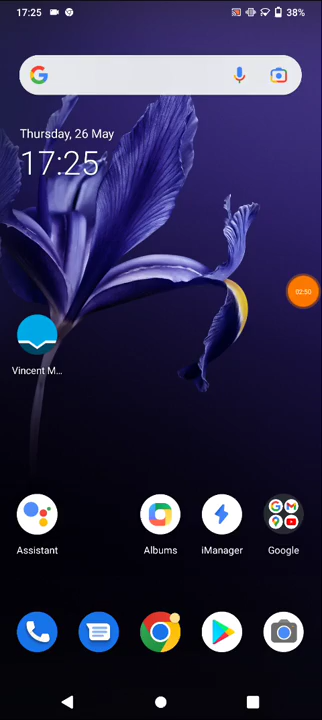 17:25
38%
Thursday, 26 May
17:25
02:50
Vincent M...
Assistant
Albums
iManager
Google